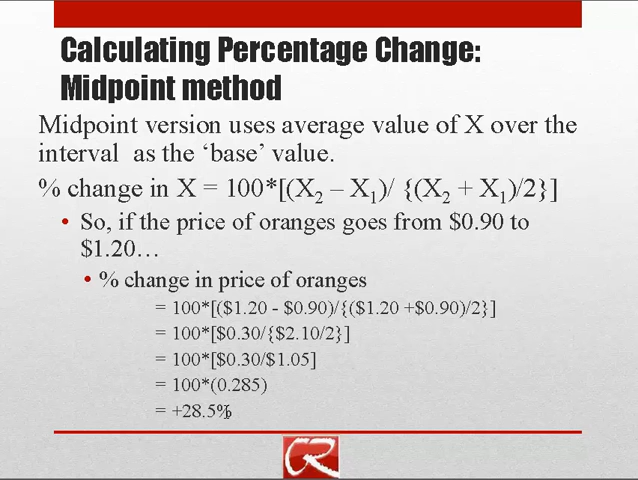 Calculating Percentage Change:
Midpoint method
Midpoint version uses average value of X over the
interval as the ‘base’ value.
% change in X = 100*[(X₂ – X₁)/ {(X₂ + X₁)/2}]
• So, if the price of oranges goes from $0.90 to
$1.20…
• % change in price of oranges
= 100*[($1.20 - $0.90)/{($1.20 +$0.90)/2}]
= 100*[$0.30/{$2.10/2}]
= 100*[$0.30/$1.05]
= 100*(0.285)
= +28.5%